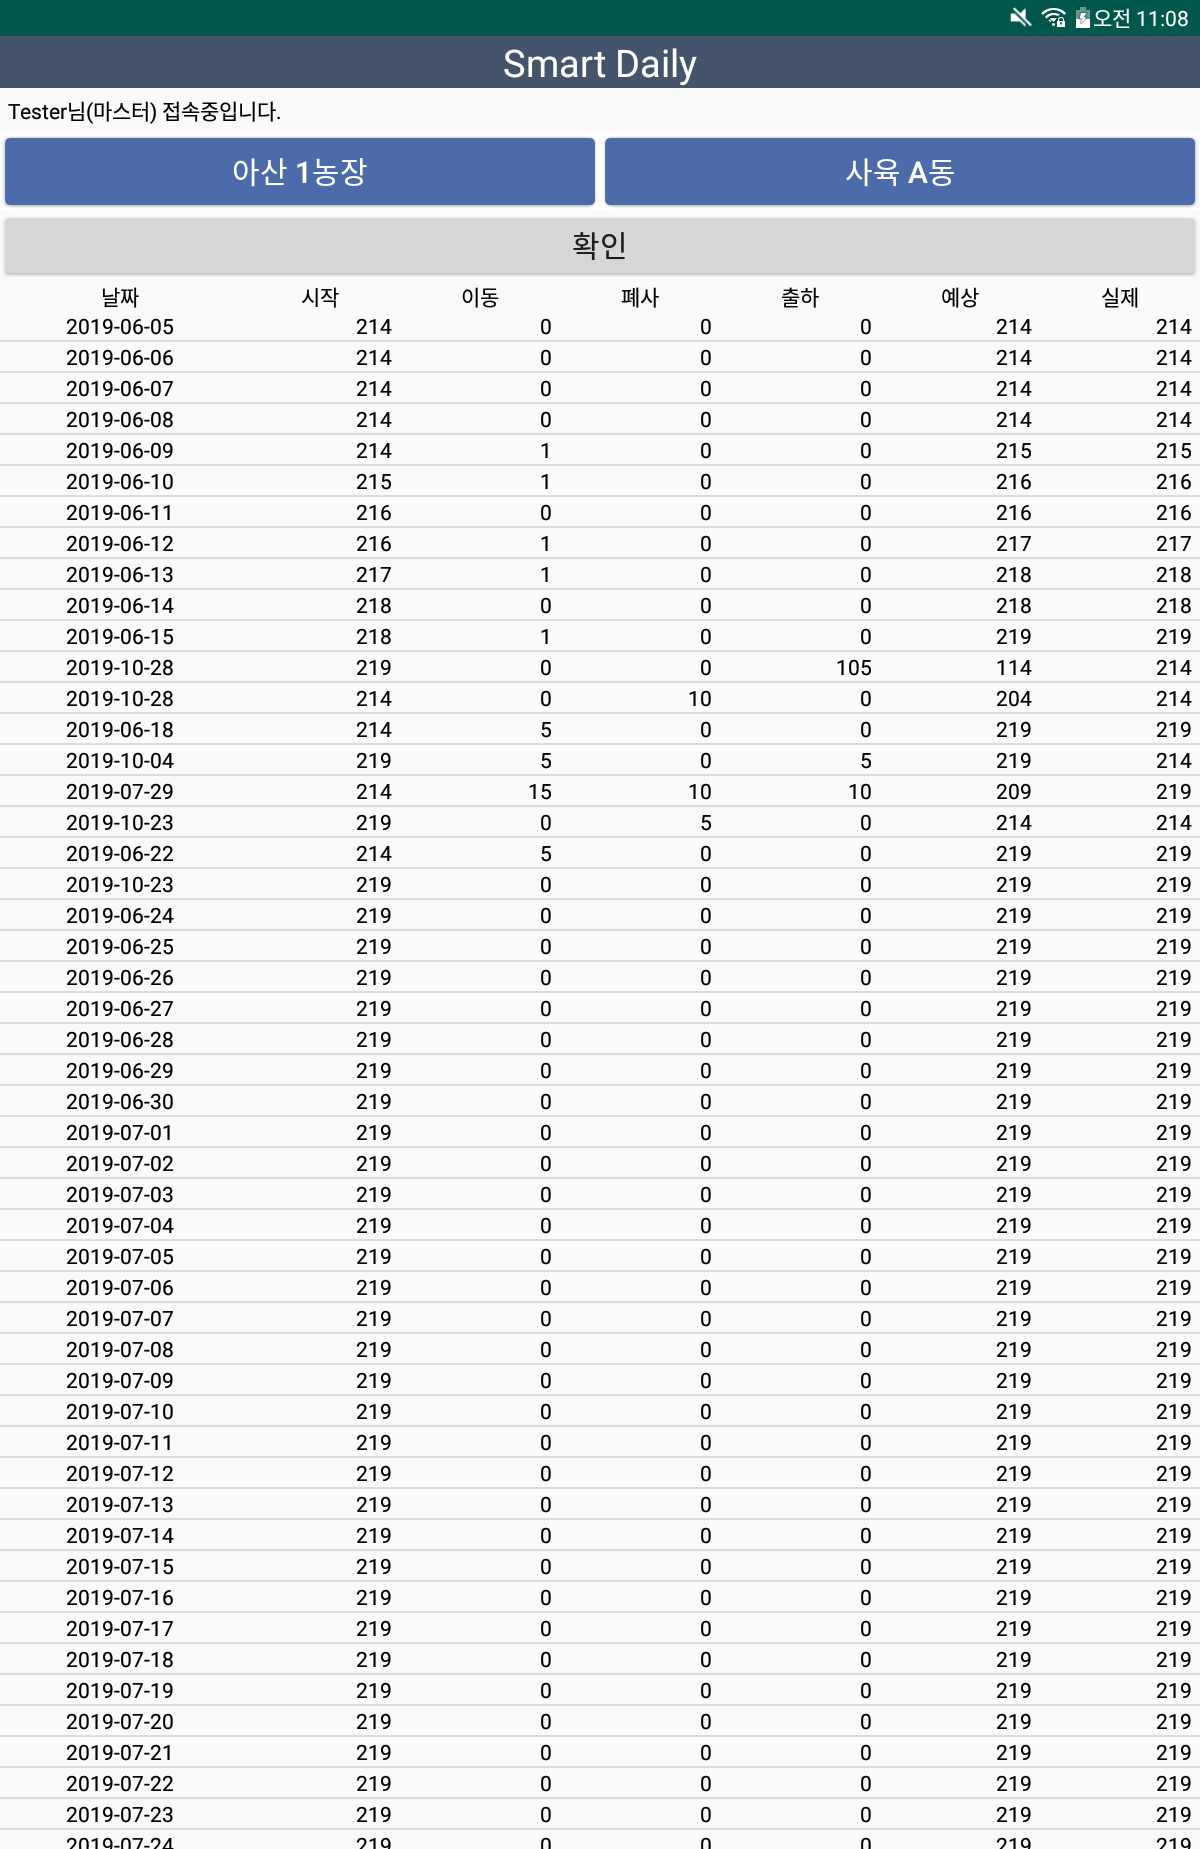 오전 11:08
Smart Daily
Tester님(마스터) 접속중입니다.
아산 1농장 사육 A동
확인
날짜 시작 이동 폐사 출하 예상 실제
2019-06-05 214 0 0 0 214 214
2019-06-06 214 0 0 0 214 214
2019-06-07 214 0 0 0 214 214
2019-06-08 214 0 0 0 214 214
2019-06-09 214 1 0 0 215 215
2019-06-10 215 1 0 0 216 216
2019-06-11 216 0 0 0 216 216
2019-06-12 216 1 0 0 217 217
2019-06-13 217 1 0 0 218 218
2019-06-14 218 0 0 0 218 218
2019-06-15 218 1 0 0 219 219
2019-10-28 219 0 0 105 114 214
2019-10-28 214 0 10 0 204 214
2019-06-18 214 5 0 0 219 219
2019-10-04 219 5 0 5 219 214
2019-07-29 214 15 10 10 209 219
2019-10-23 219 0 5 0 214 214
2019-06-22 214 5 0 0 219 219
2019-10-23 219 0 0 0 219 219
2019-06-24 219 0 0 0 219 219
2019-06-25 219 0 0 0 219 219
2019-06-26 219 0 0 0 219 219
2019-06-27 219 0 0 0 219 219
2019-06-28 219 0 0 0 219 219
2019-06-29 219 0 0 0 219 219
2019-06-30 219 0 0 0 219 219
2019-07-01 219 0 0 0 219 219
2019-07-02 219 0 0 0 219 219
2019-07-03 219 0 0 0 219 219
2019-07-04 219 0 0 0 219 219
2019-07-05 219 0 0 0 219 219
2019-07-06 219 0 0 0 219 219
2019-07-07 219 0 0 0 219 219
2019-07-08 219 0 0 0 219 219
2019-07-09 219 0 0 0 219 219
2019-07-10 219 0 0 0 219 219
2019-07-11 219 0 0 0 219 219
2019-07-12 219 0 0 0 219 219
2019-07-13 219 0 0 0 219 219
2019-07-14 219 0 0 0 219 219
2019-07-15 219 0 0 0 219 219
2019-07-16 219 0 0 0 219 219
2019-07-17 219 0 0 0 219 219
2019-07-18 219 0 0 0 219 219
2019-07-19 219 0 0 0 219 219
2019-07-20 219 0 0 0 219 219
2019-07-21 219 0 0 0 219 219
2019-07-22 219 0 0 0 219 219
2019-07-23 219 0 0 0 219 219
2019-07-24 219 0 0 0 219 219